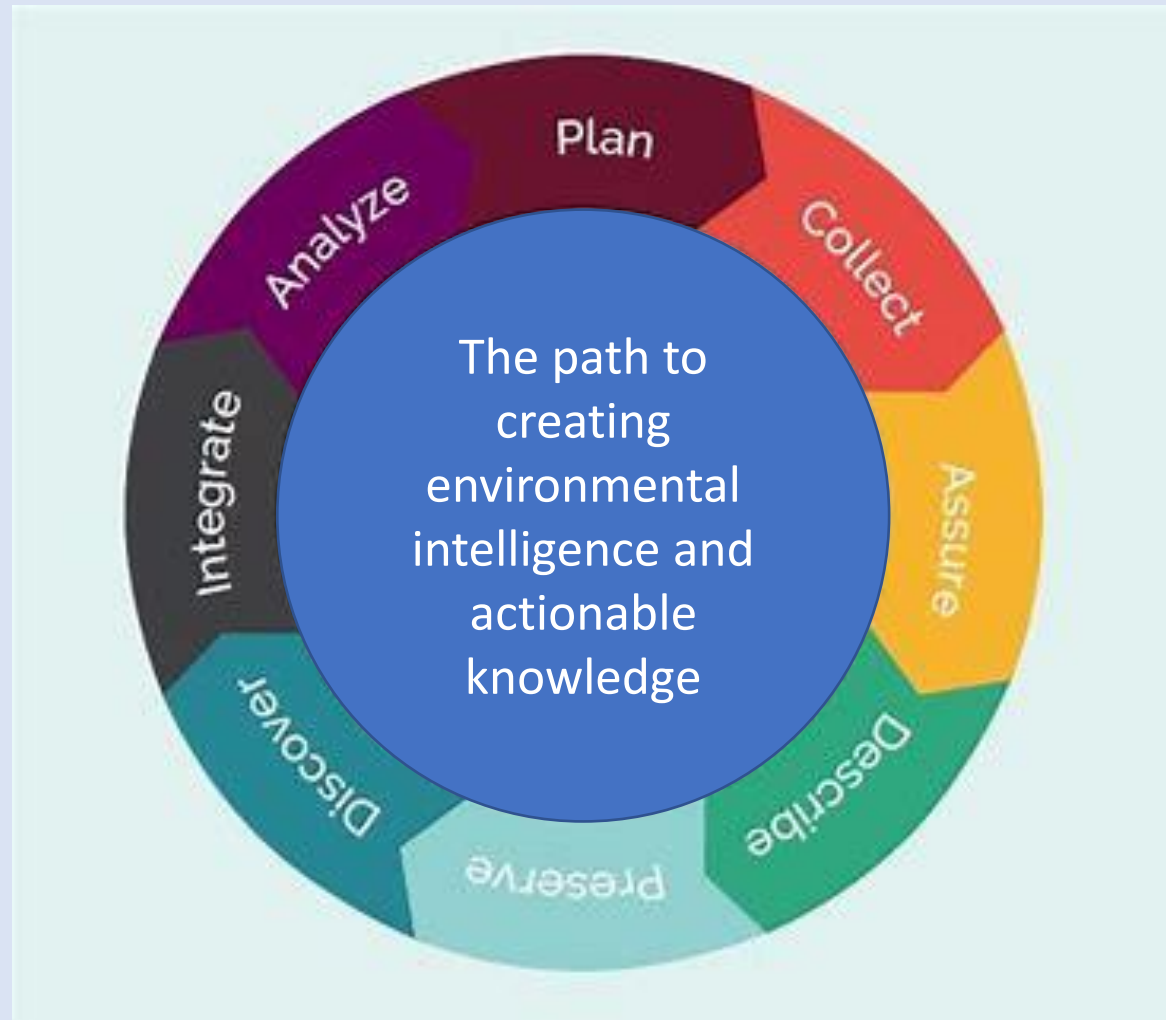 Plan
Collect
Assure
Describe
Preserve
Discover
Integrate
Analyze
The path to
creating
environmental
intelligence and
actionable
knowledge